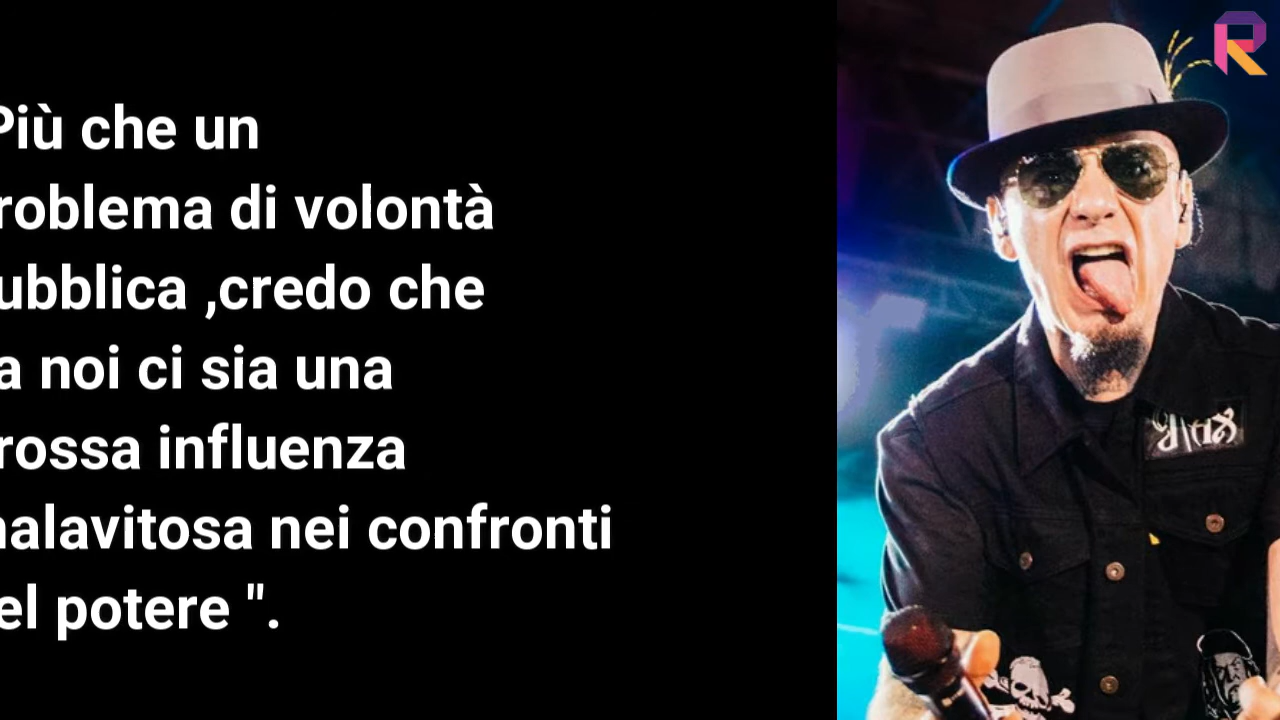 Più che un
roblema di volontà
ubblica ,credo che
a noi ci sia una
rossa influenza
alavitosa nei confronti
el potere ".